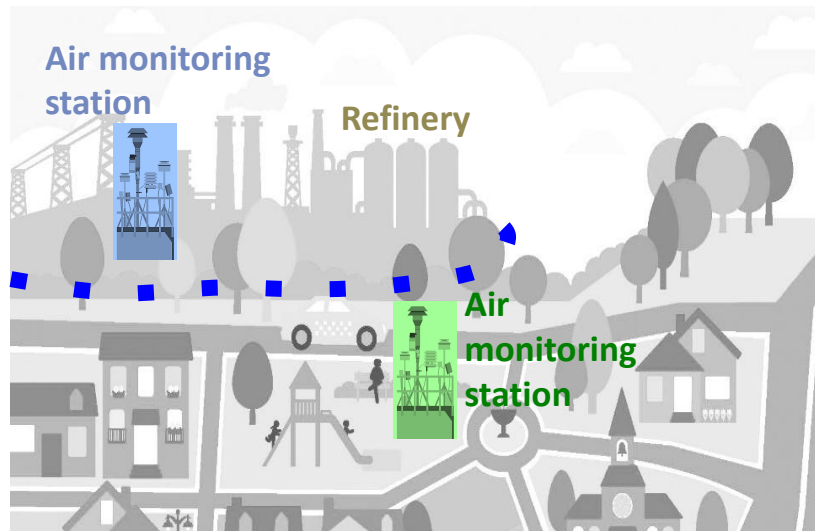 Air monitoring
station
Refinery
Air
monitoring
station